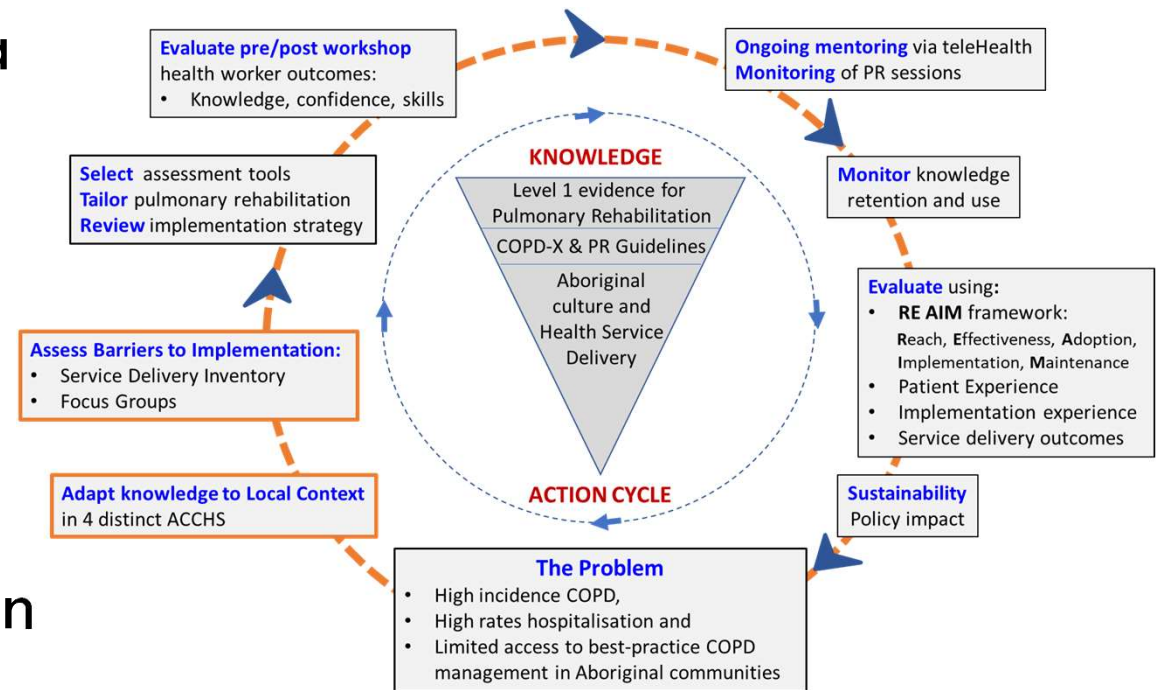 Evaluate pre/post workshop
health worker outcomes:
• Knowledge, confidence, skills
Ongoing mentoring via teleHealth
Monitoring of PR sessions
Select assessment tools
Tailor pulmonary rehabilitation
Review implementation strategy
KNOWLEDGE
Level 1 evidence for
Pulmonary Rehabilitation
COPD-X & PR Guidelines
Aboriginal
culture and
Health Service
Delivery
ACTION CYCLE
Monitor knowledge
retention and use
Assess Barriers to Implementation:
• Service Delivery Inventory
• Focus Groups
Evaluate using:
• RE AIM framework:
Reach, Effectiveness, Adoption,
Implementation, Maintenance
• Patient Experience
• Implementation experience
• Service delivery outcomes
Adapt knowledge to Local Context
in 4 distinct ACCHS
Sustainability
Policy impact
The Problem
• High incidence COPD,
• High rates hospitalisation and
• Limited access to best-practice COPD
management in Aboriginal communities
n